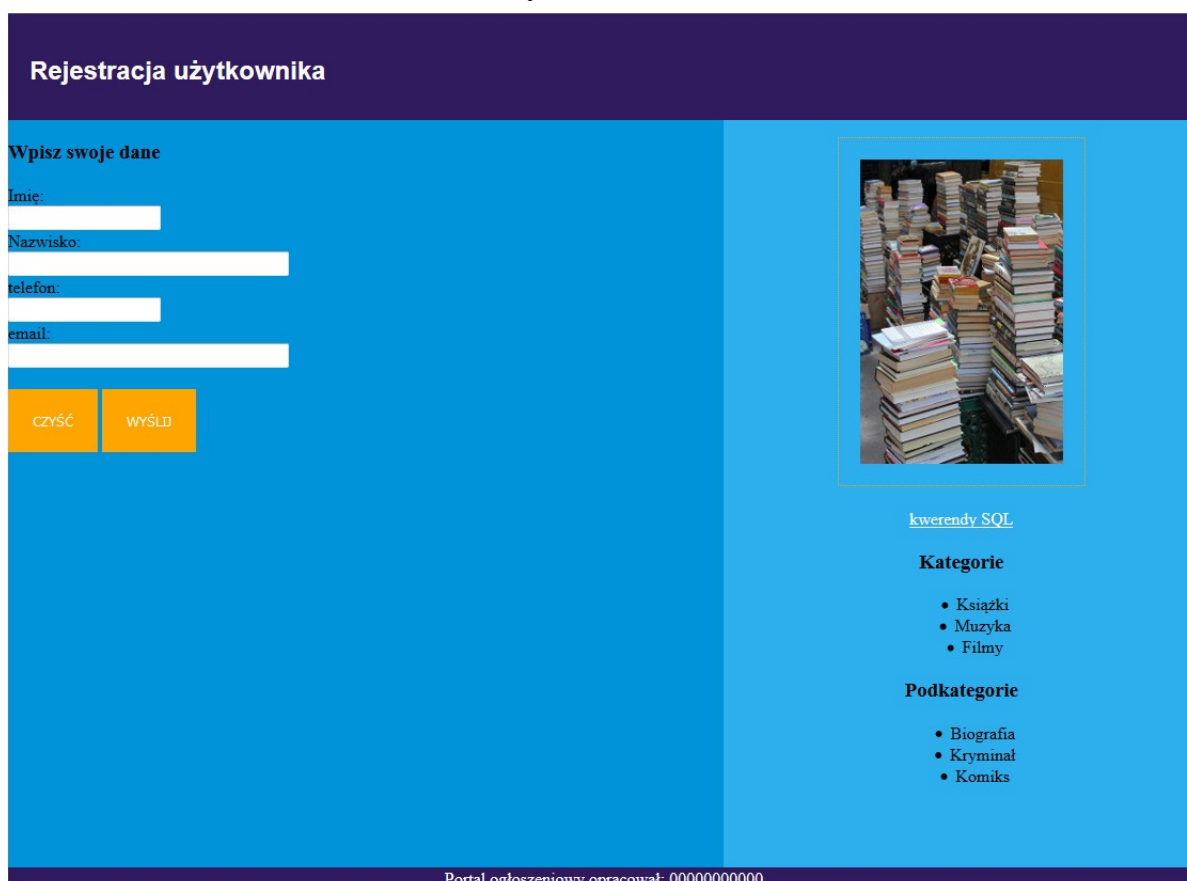 Rejestracja użytkownika
Wpisz swoje dane
Imię:
Nazwisko:
telefon:
email:
CZYŚĆ WYŚLIJ
kwerendy SQL
Kategorie
Książki
Muzyka
Filmy
Podkategorie
Biografia
Kryminał
Komiks
Portal ogłoszeniowy opracował: 00000000000